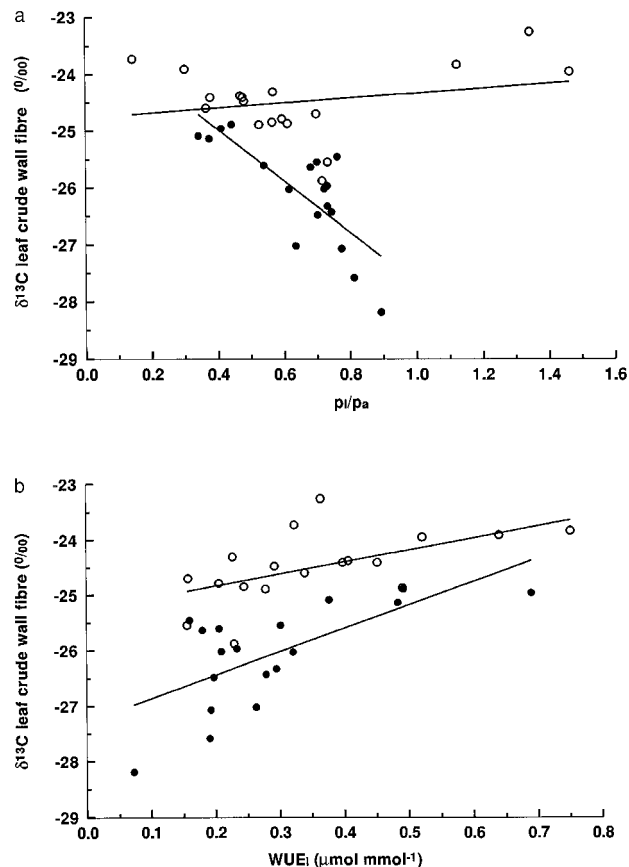 a
-23
-24
-25
-26
-27
-28
-29
δ¹³C leaf crude wall fibre (⁰/₀₀)
0.0 0.2 0.4 0.6 0.8 1.0 1.2 1.4 1.6
pI/pa
b
-23
-24
-25
-26
-27
-28
-29
δ¹³C leaf crude wall fibre (⁰/₀₀)
0.0 0.1 0.2 0.3 0.4 0.5 0.6 0.7 0.8
WUEI (μmol mmol⁻¹)